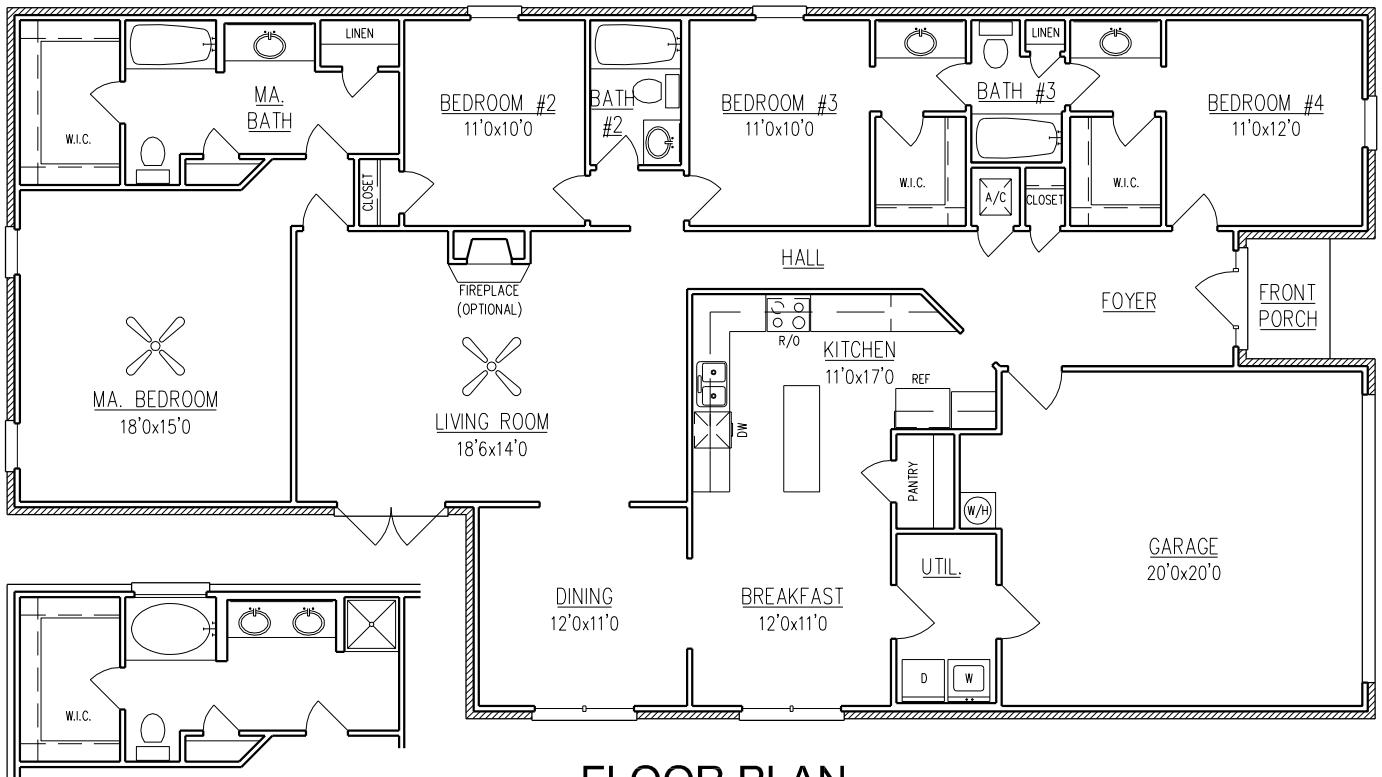 LINEN
LINEN
MA.
BATH
W.I.C.
BEDROOM #2
11'0x10'0
BATH
#2
BEDROOM #3
11'0x10'0
BATH #3
BEDROOM #4
11'0x12'0
CLOSET
W.I.C.
A/C
CLOSET
W.I.C.
HALL
FIREPLACE
(OPTIONAL)
FOYER
FRONT
PORCH
R/O
KITCHEN
11'0x17'0
REF
MA. BEDROOM
18'0x15'0
LIVING ROOM
18'6x14'0
DW
PANTRY
W/H
GARAGE
20'0x20'0
UTIL.
DINING
12'0x11'0
BREAKFAST
12'0x11'0
D
W
W.I.C.
FLOOR PLAN